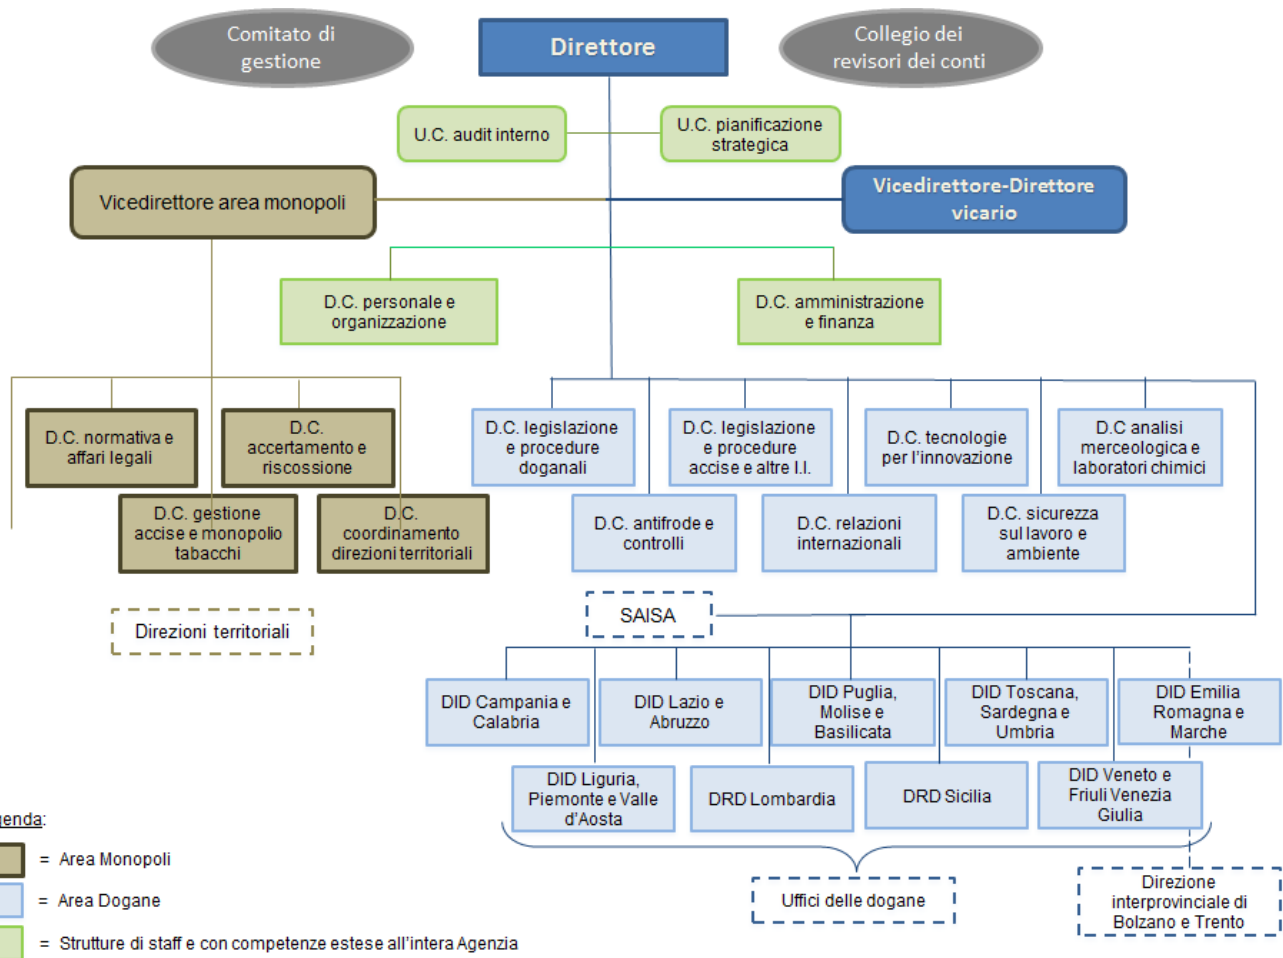 Comitato di
gestione
Direttore
Collegio dei
revisori dei conti
U.C. audit interno
U.C. pianificazione
strategica
Vicedirettore area monopoli
Vicedirettore-Direttore
vicario
D.C. personale e
organizzazione
D.C. amministrazione
e finanza
D.C. normativa e
affari legali
D.C.
accertamento e
riscossione
D.C. legislazione
e procedure
doganali
D.C. legislazione
e procedure
accise e altre I.I.
D.C. tecnologie
per l'innovazione
D.C analisi
merceologica e
laboratori chimici
D.C. gestione
accise e monopolio
tabacchi
D.C.
coordinamento
direzioni territoriali
D.C. antifrode e
controlli
D.C. relazioni
internazionali
D.C. sicurezza
sul lavoro e
ambiente
Direzioni territoriali
SAISA
DID Campania e
Calabria
DID Lazio e
Abruzzo
DID Puglia,
Molise e
Basilicata
DID Toscana,
Sardegna e
Umbria
DID Emilia
Romagna e
Marche
DID Liguria,
Piemonte e Valle
d'Aosta
DRD Lombardia
DRD Sicilia
DID Veneto e
Friuli Venezia
Giulia
genda:
= Area Monopoli
= Area Dogane
= Strutture di staff e con competenze estese all'intera Agenzia
Uffici delle dogane
Direzione
interprovinciale di
Bolzano e Trento